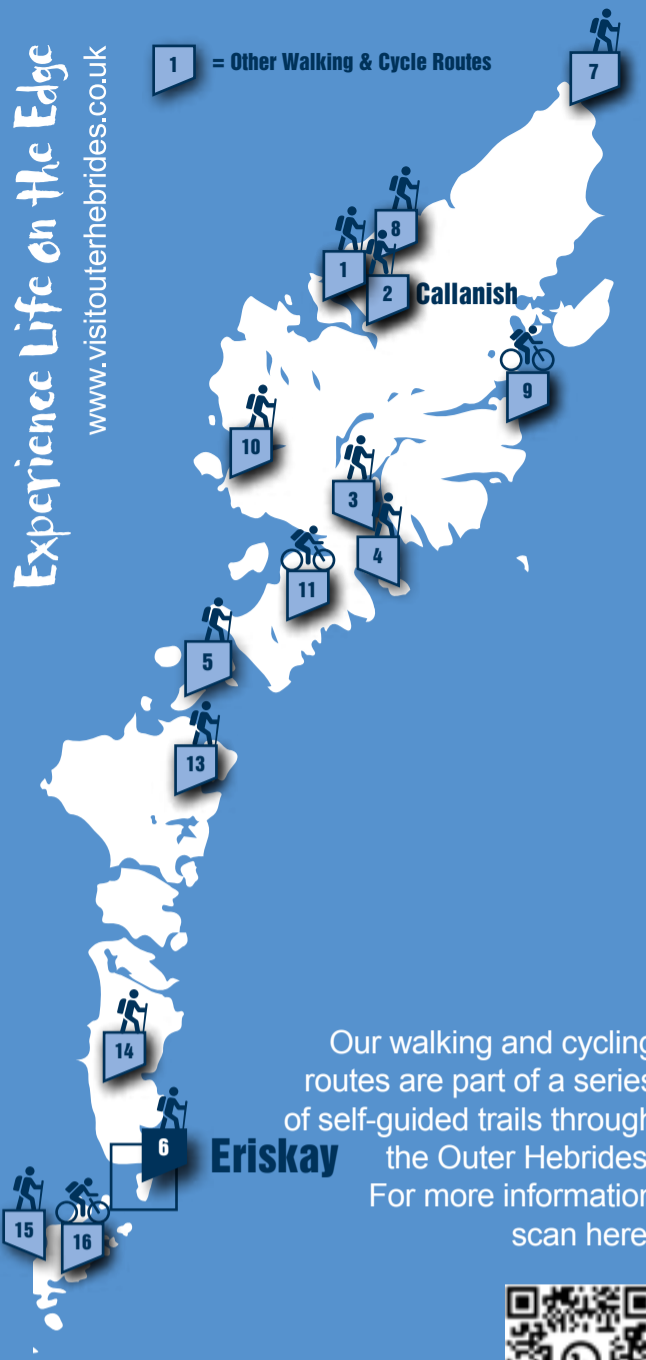 Experience Life on the Edge
www.visitouterhebrides.co.uk
1 = Other Walking & Cycle Routes
7
8
1
2 Callanish
9
10
3
4
11
5
13
14
6 Eriskay
15
16
Our walking and cycling
routes are part of a series
of self-guided trails through
the Outer Hebrides
For more information
scan here